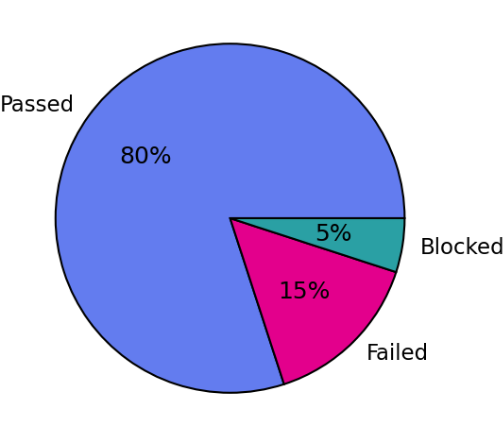 Passed
80%
5%
Blocked
15%
Failed